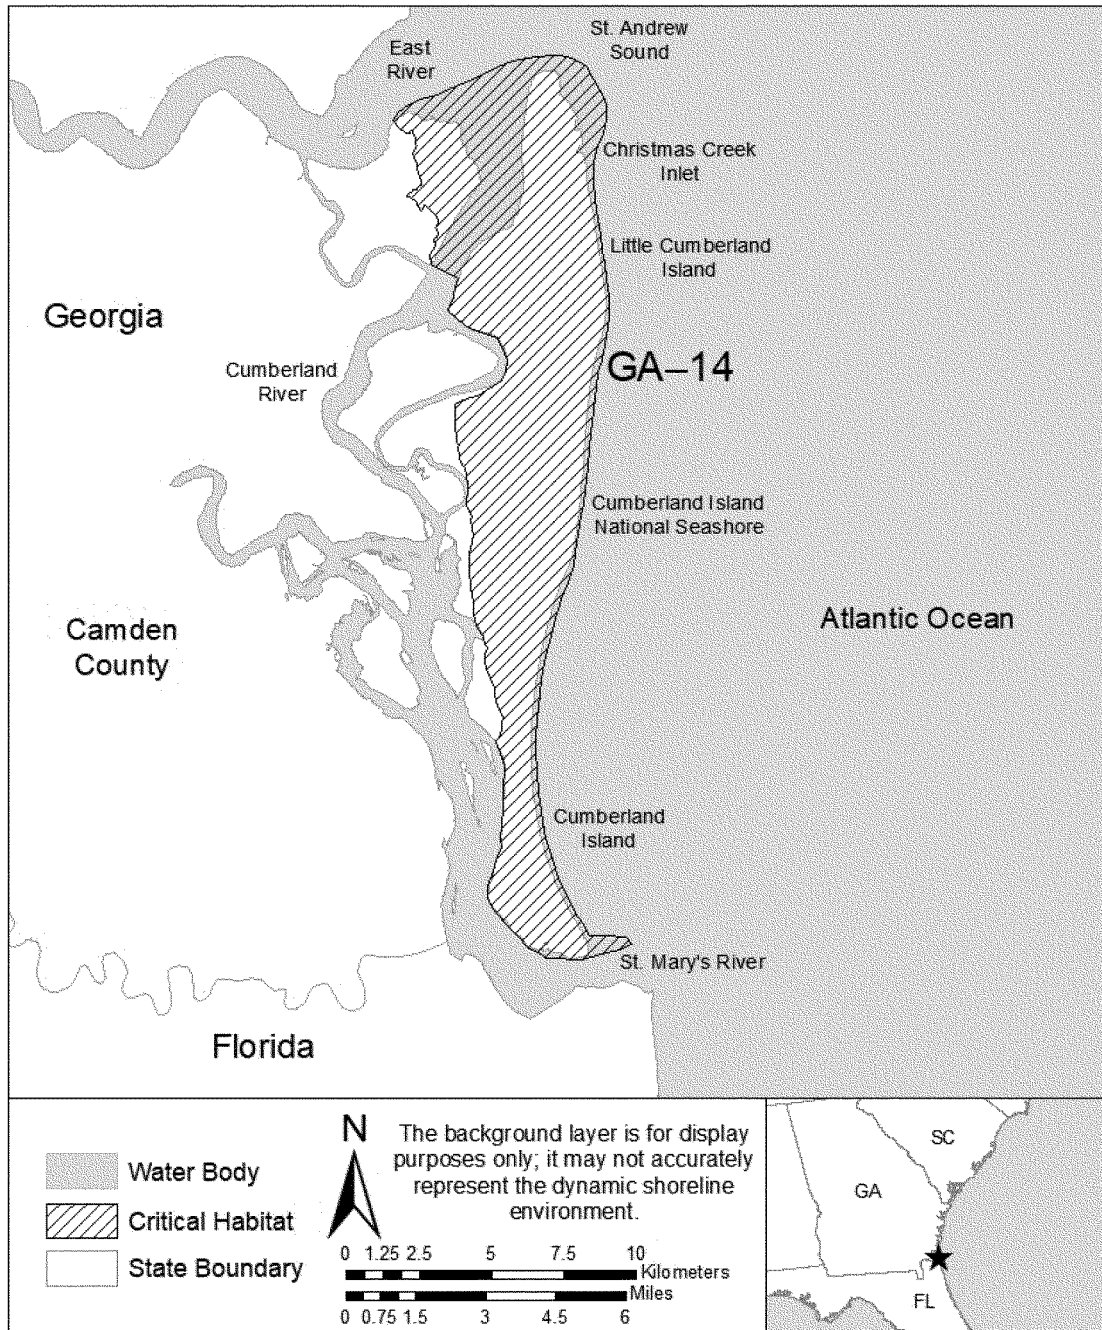 St. Andrew
Sound
East
River
Christmas Creek
Inlet
Little Cumberland
Island
Georgia
GA–14
Cumberland
River
Cumberland Island
National Seashore
Atlantic Ocean
Camden
County
Cumberland
Island
St. Mary's River
Florida
Water Body
Critical Habitat
State Boundary
N
The background layer is for display
purposes only; it may not accurately
represent the dynamic shoreline
environment.
0 1.25 2.5 5 7.5 10
Kilometers
Miles
0 0.75 1.5 3 4.5 6
SC
GA
FL